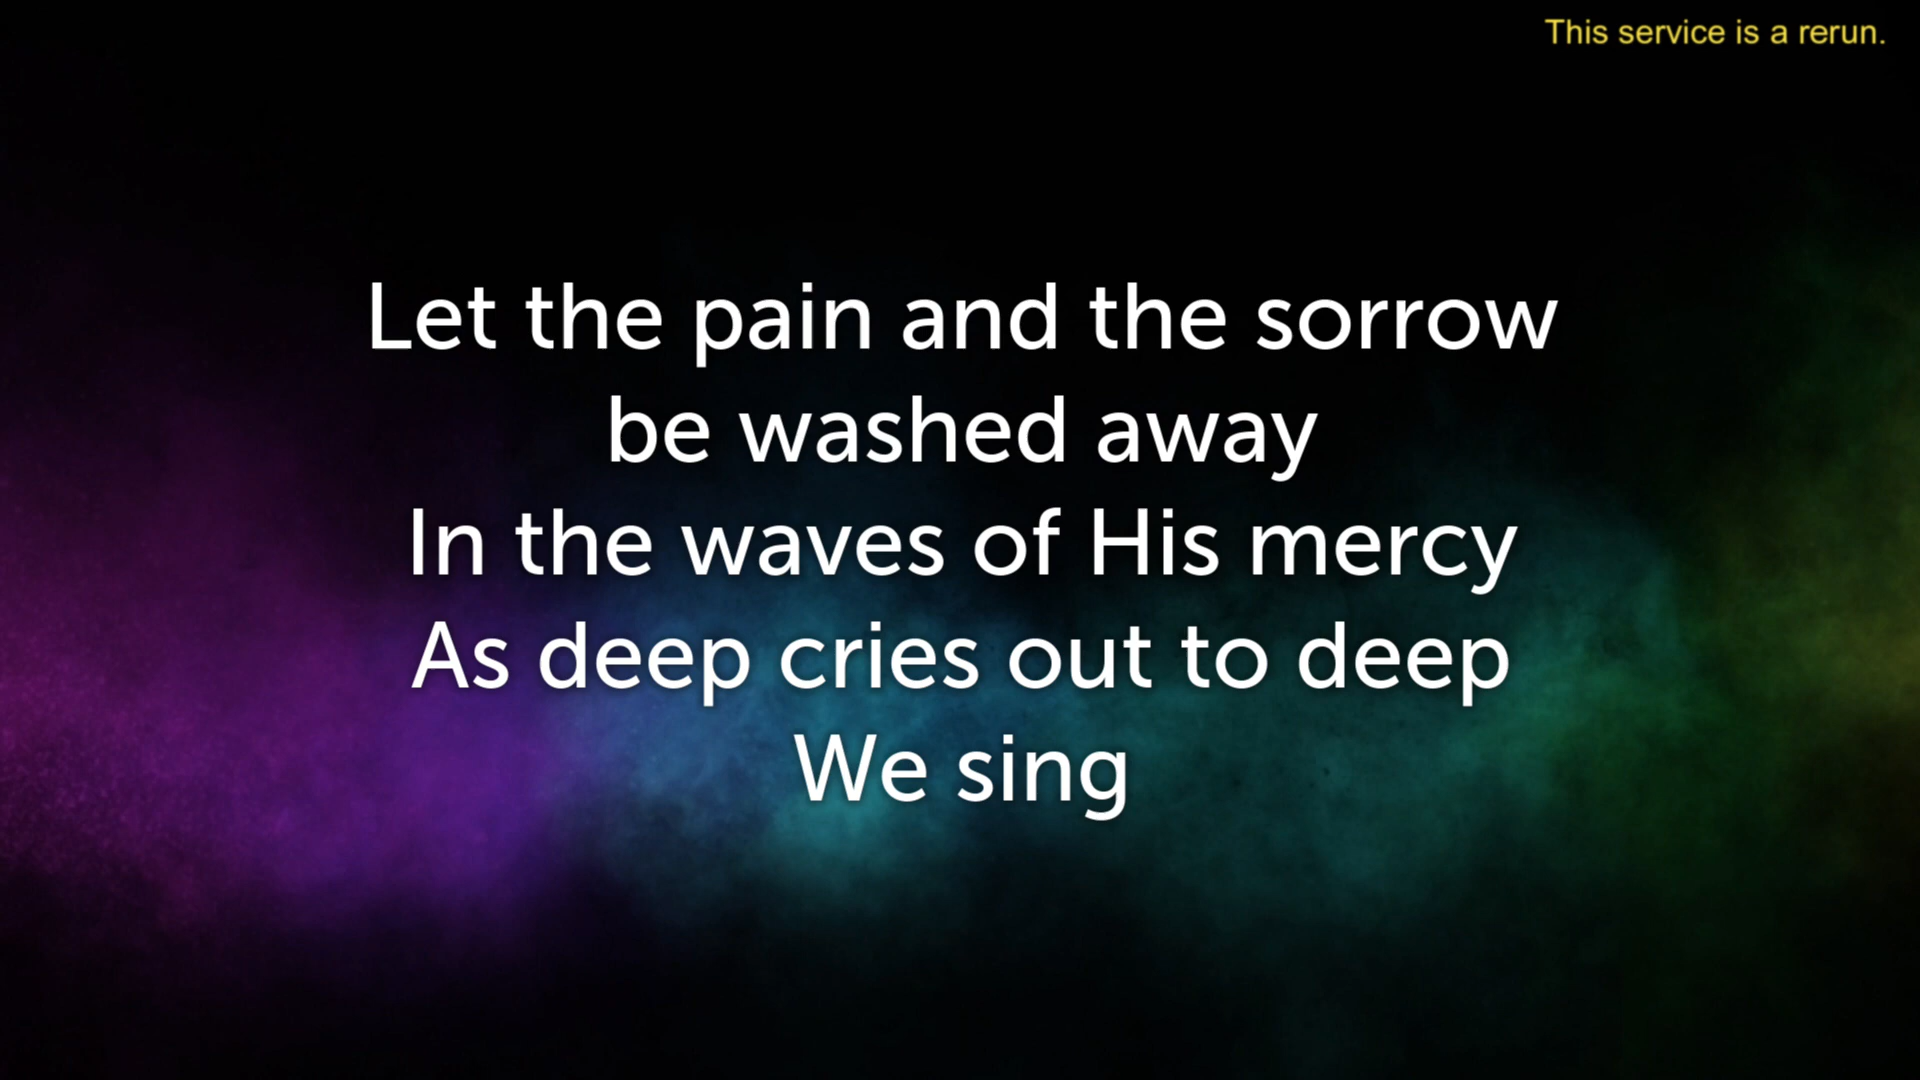 This service is a rerun.
Let the pain and the sorrow
be washed away
In the waves of His mercy
As deep cries out to deep
We sing